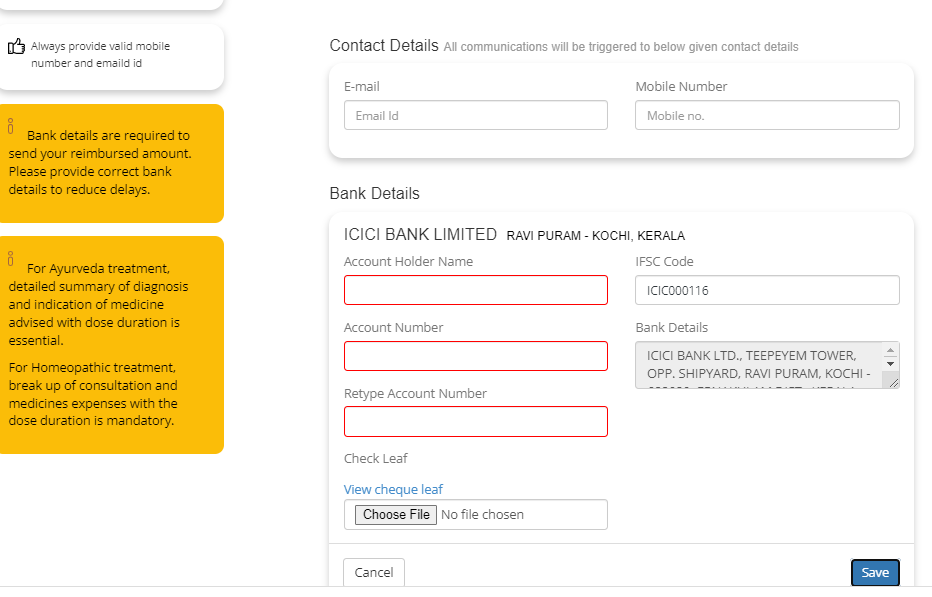 Always provide valid mobile
number and emaild id
Bank details are required to
send your reimbursed amount.
Please provide correct bank
details to reduce delays.
For Ayurveda treatment,
detailed summary of diagnosis
and indication of medicine
advised with dose duration is
essential.
For Homeopathic treatment,
break up of consultation and
medicines expenses with the
dose duration is mandatory.
Contact Details All communications will be triggered to below given contact details
E-mail
Mobile Number
Email Id
Mobile no.
Bank Details
ICICI BANK LIMITED RAVI PURAM - KOCHI, KERALA
Account Holder Name
IFSC Code
ICIC000116
Account Number
Bank Details
ICICI BANK LTD., TEEPEYEM TOWER,
OPP. SHIPYARD, RAVI PURAM, KOCHI -
Retype Account Number
Check Leaf
View cheque leaf
Choose File No file chosen
Cancel
Save